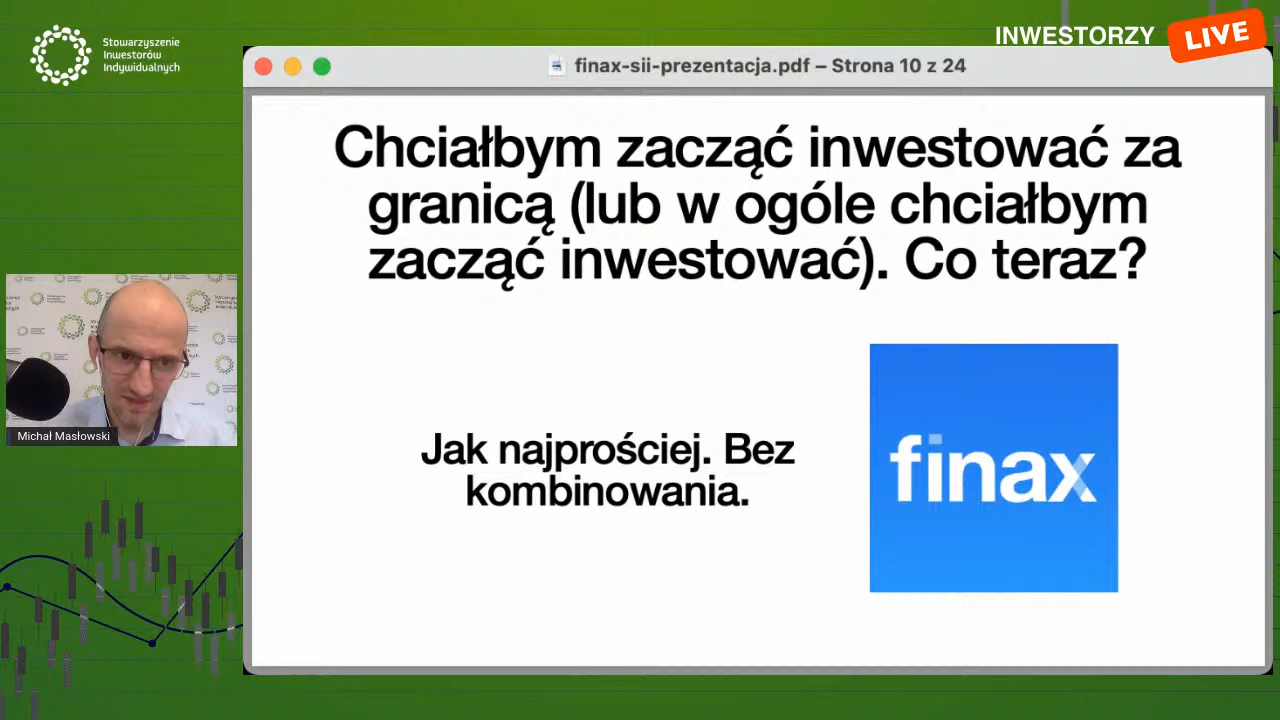 Stowarzyszenie
Inwestorów
Indywidualnych
INWESTORZY LIVE
finax-sii-prezentacja.pdf – Strona 10 z 24
Chciałbym zacząć inwestować za
granicą (lub w ogóle chciałbym
zacząć inwestować). Co teraz?
Jak najprościej. Bez
kombinowania.
finax
Michał Masłowski